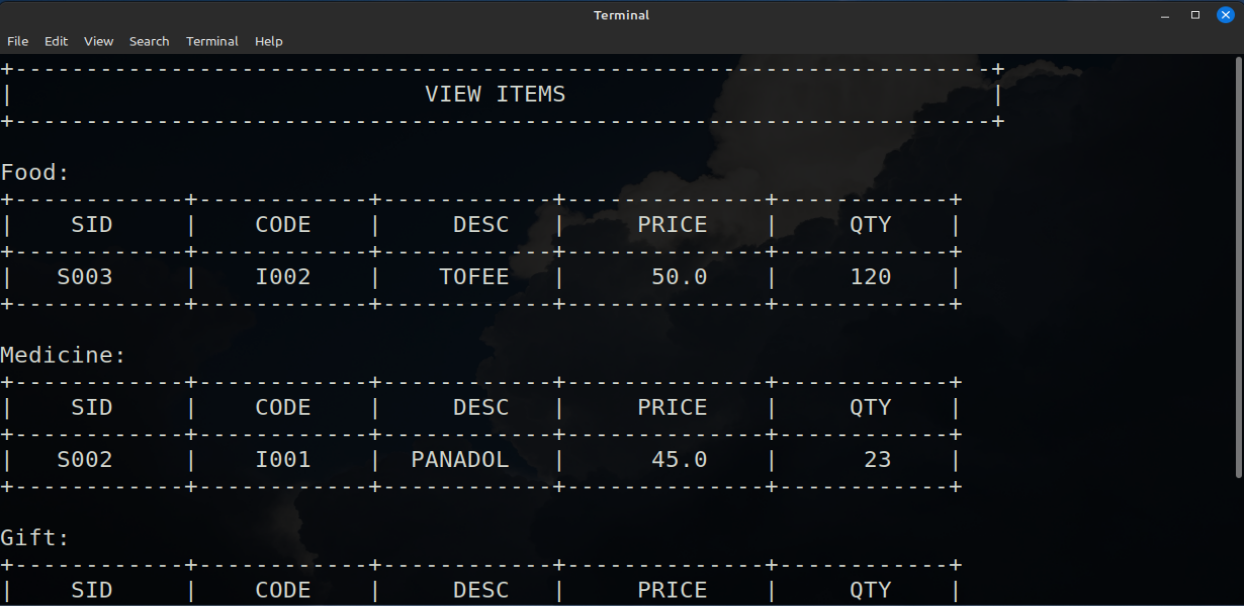 Terminal
File Edit View Search Terminal Help
+---------------------------------------------------------------------+
|                             VIEW ITEMS                              |
+---------------------------------------------------------------------+
Food:
+------------+------------+------------+--------------+------------+
|    SID     |    CODE    |     DESC   |     PRICE    |     QTY    |
+------------+------------+------------+--------------+------------+
|   S003     |    I002    |    TOFEE   |      50.0    |     120    |
+------------+------------+------------+--------------+------------+
Medicine:
+------------+------------+------------+--------------+------------+
|    SID     |    CODE    |     DESC   |     PRICE    |     QTY    |
+------------+------------+------------+--------------+------------+
|   S002     |    I001    |  PANADOL   |      45.0    |      23    |
+------------+------------+------------+--------------+------------+
Gift:
+------------+------------+------------+--------------+------------+
|    SID     |    CODE    |     DESC   |     PRICE    |     QTY    |